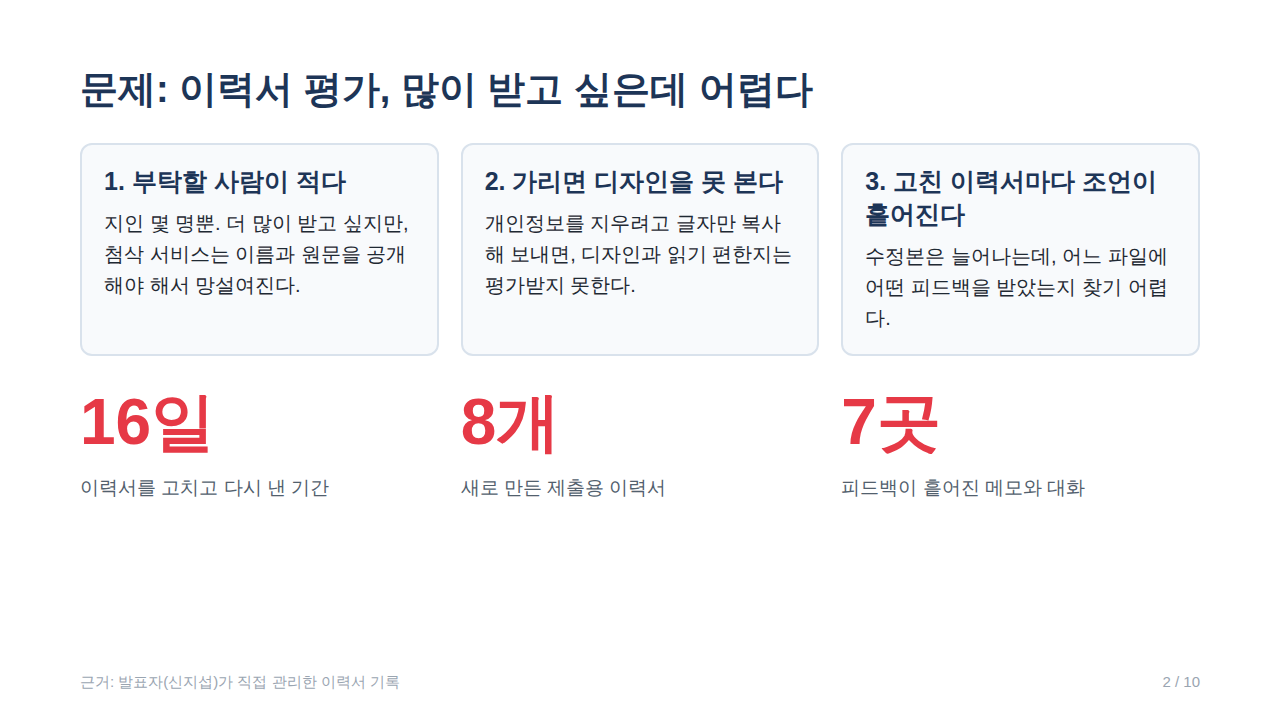 문제: 이력서 평가, 많이 받고 싶은데 어렵다
1. 부탁할 사람이 적다
지인 몇 명뿐. 더 많이 받고 싶지만,
첨삭 서비스는 이름과 원문을 공개
해야 해서 망설여진다.
2. 가리면 디자인을 못 본다
개인정보를 지우려고 글자만 복사
해 보내면, 디자인과 읽기 편한지는
평가받지 못한다.
3. 고친 이력서마다 조언이
흩어진다
수정본은 늘어나는데, 어느 파일에
어떤 피드백을 받았는지 찾기 어렵
다.
16일
이력서를 고치고 다시 낸 기간
8개
새로 만든 제출용 이력서
7곳
피드백이 흩어진 메모와 대화
근거: 발표자(신지섭)가 직접 관리한 이력서 기록
2 / 10